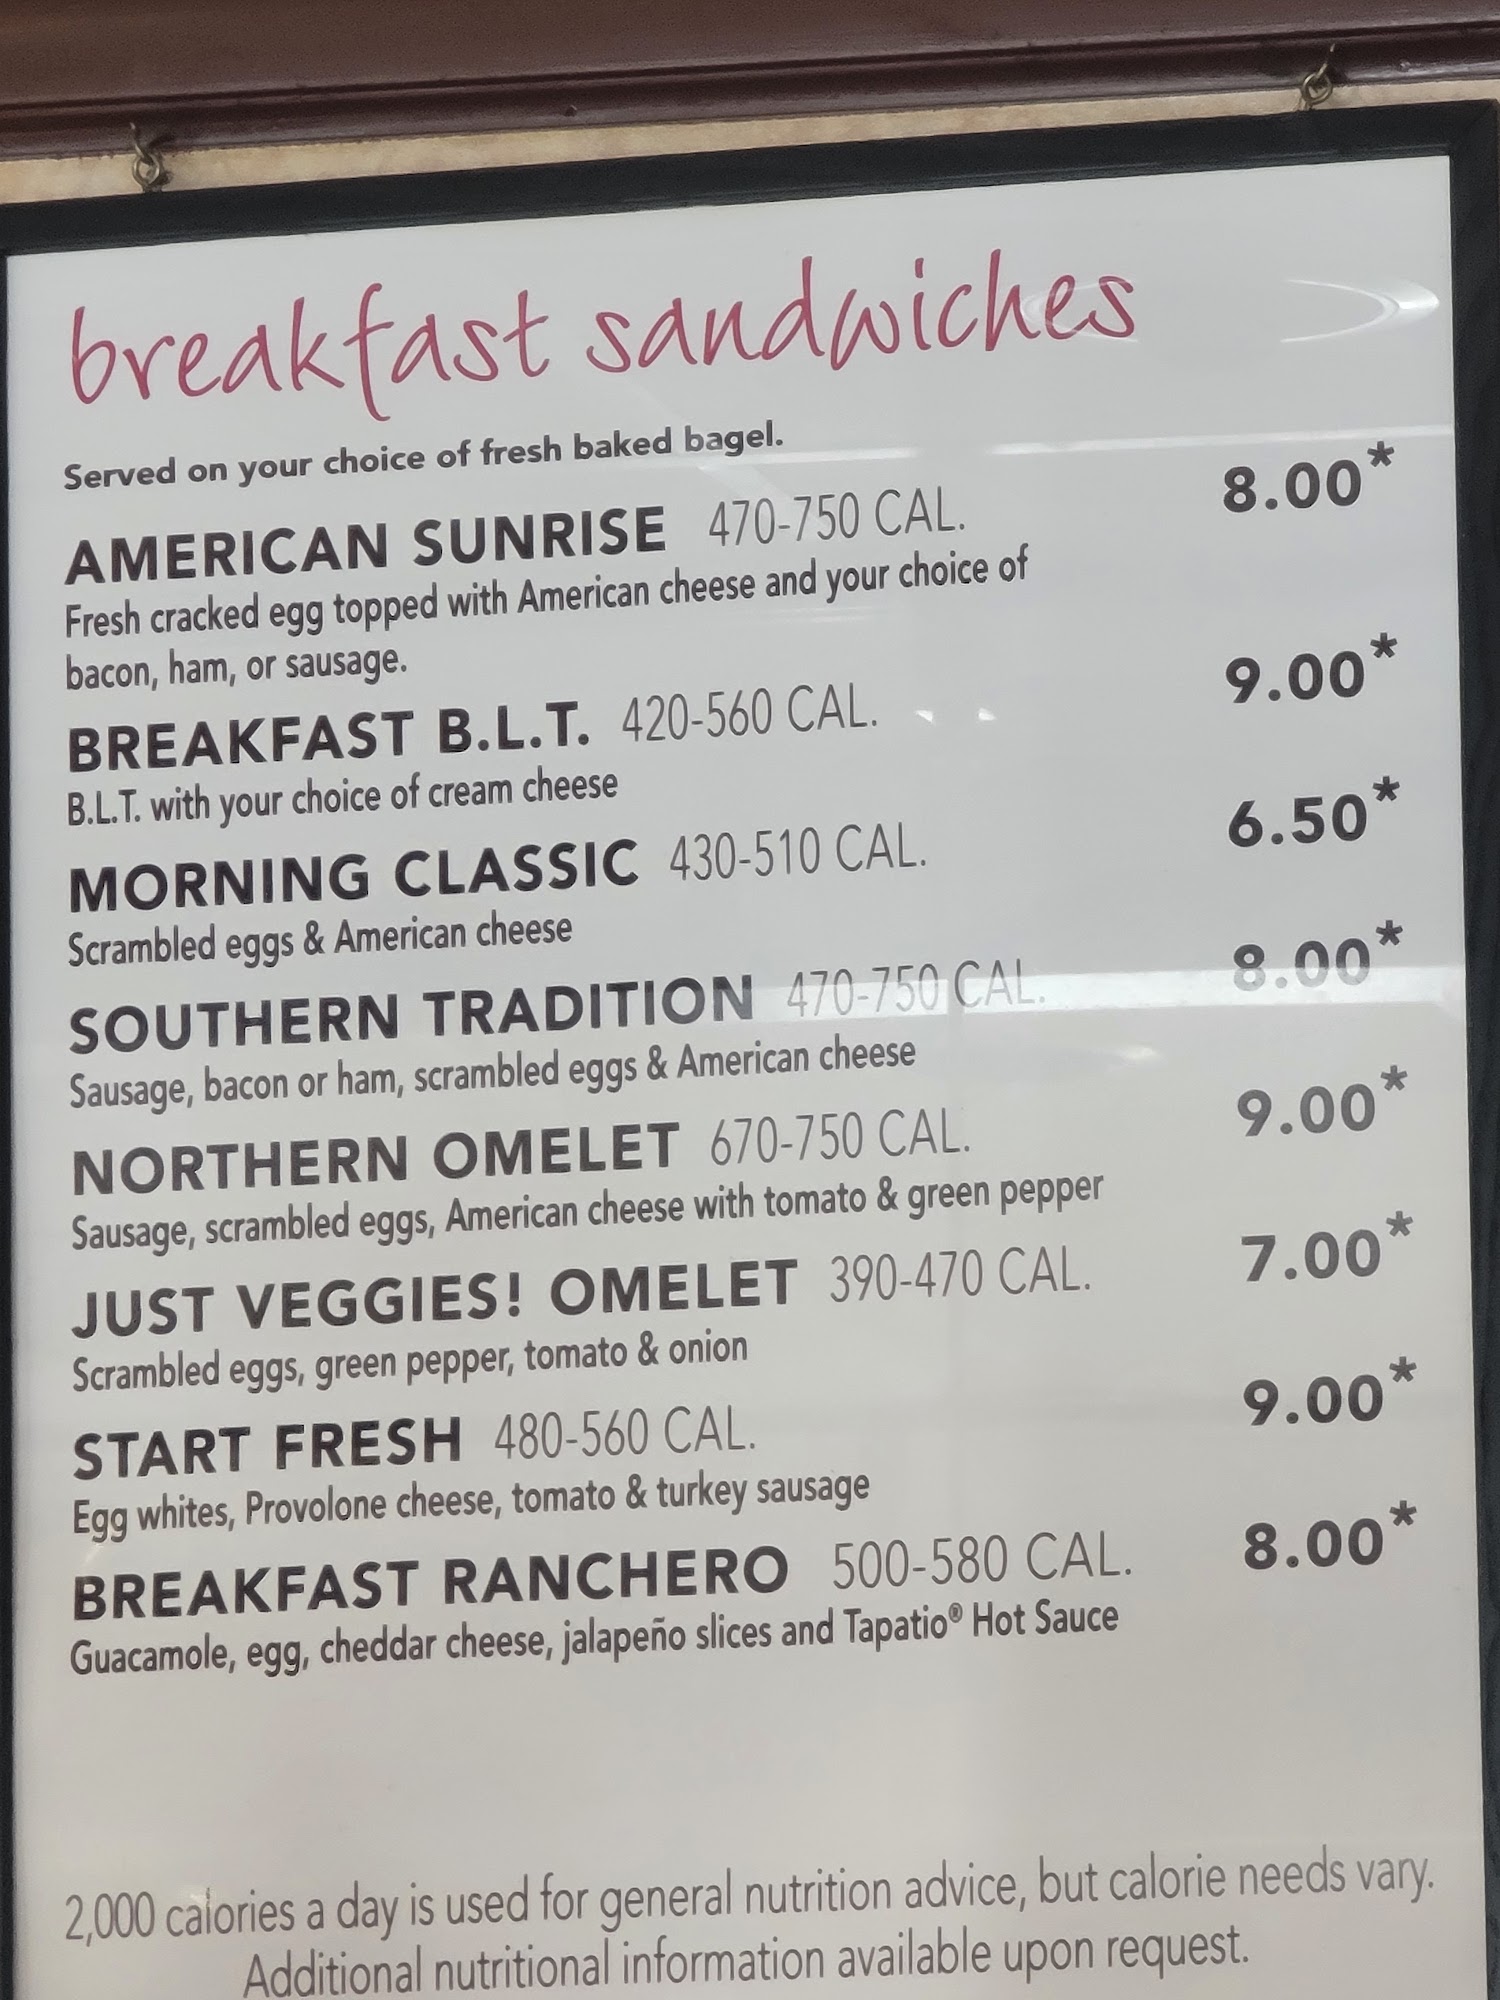 breakfast sandwiches
Served on your choice of fresh baked bagel.
AMERICAN SUNRISE 470-750 CAL. 8.00*
Fresh cracked egg topped with American cheese and your choice of
bacon, ham, or sausage.
BREAKFAST B.L.T. 420-560 CAL. 9.00*
B.L.T. with your choice of cream cheese
MORNING CLASSIC 430-510 CAL. 6.50*
Scrambled eggs & American cheese
SOUTHERN TRADITION 470-750 CAL. 8.00*
Sausage, bacon or ham, scrambled eggs & American cheese
NORTHERN OMELET 670-750 CAL. 9.00*
Sausage, scrambled eggs, American cheese with tomato & green pepper
JUST VEGGIES! OMELET 390-470 CAL. 7.00*
Scrambled eggs, green pepper, tomato & onion
START FRESH 480-560 CAL. 9.00*
Egg whites, Provolone cheese, tomato & turkey sausage
BREAKFAST RANCHERO 500-580 CAL. 8.00*
Guacamole, egg, cheddar cheese, jalapeño slices and Tapatio® Hot Sauce
2,000 calories a day is used for general nutrition advice, but calorie needs vary.
Additional nutritional information available upon request.